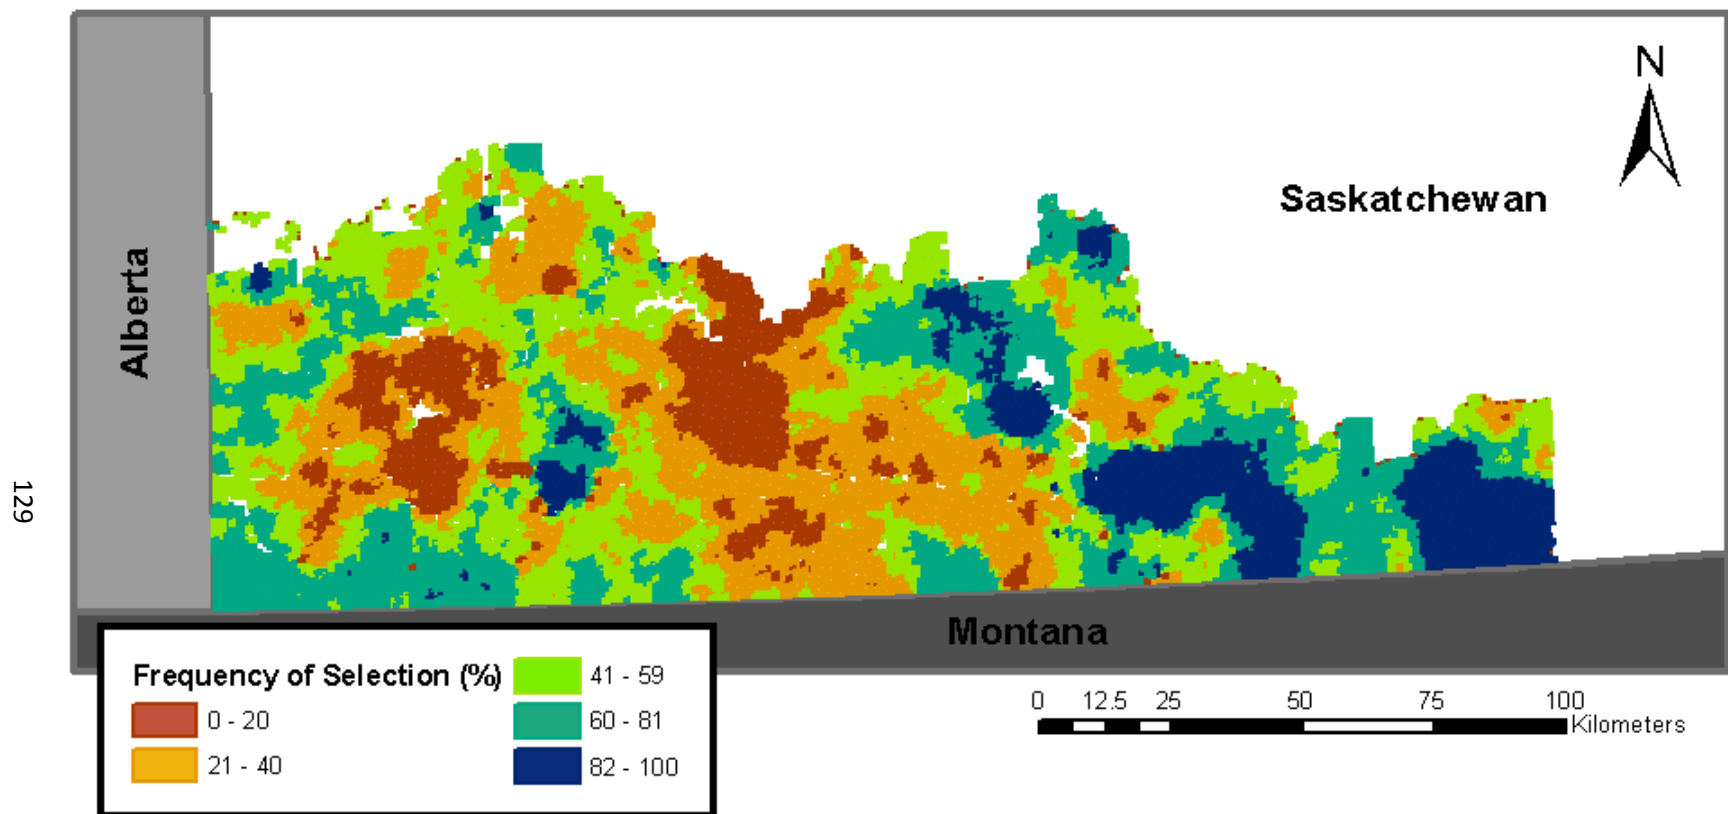 N
Saskatchewan
Alberta
129
Montana
Frequency of Selection (%)
0 - 20
21 - 40
41 - 59
60 - 81
82 - 100
0 12.5 25 50 75 100
Kilometers